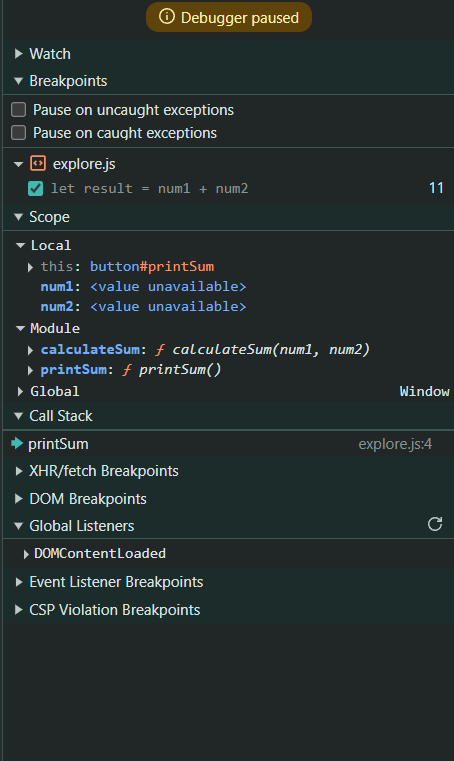 Debugger paused
Watch
Breakpoints
Pause on uncaught exceptions
Pause on caught exceptions
explore.js
let result = num1 + num2 11
Scope
Local
this: button#printSum
num1: <value unavailable>
num2: <value unavailable>
Module
calculateSum: ƒ calculateSum(num1, num2)
printSum: ƒ printSum()
Global Window
Call Stack
printSum explore.js:4
XHR/fetch Breakpoints
DOM Breakpoints
Global Listeners
DOMContentLoaded
Event Listener Breakpoints
CSP Violation Breakpoints